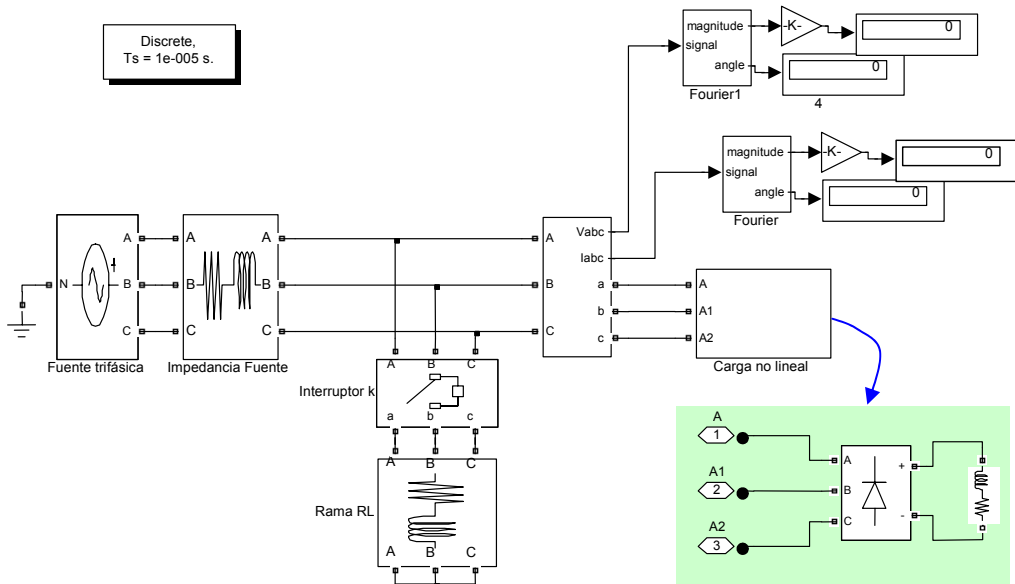 Discrete,
Ts = 1e-005 s.
magnitude
signal
angle
Fourier1
-K-
0
0
4
magnitude
signal
angle
Fourier
-K-
0
0
N
A
B
C
Fuente trifásica
A
B
C
A
B
C
Impedancia Fuente
A
B
C
Vabc
Iabc
a
b
c
A
A1
A2
Carga no lineal
Interruptor k
A
B
C
a
b
c
Rama RL
A
B
C
A
B
C
A
1
A1
2
A2
3
A
B
C
+
-